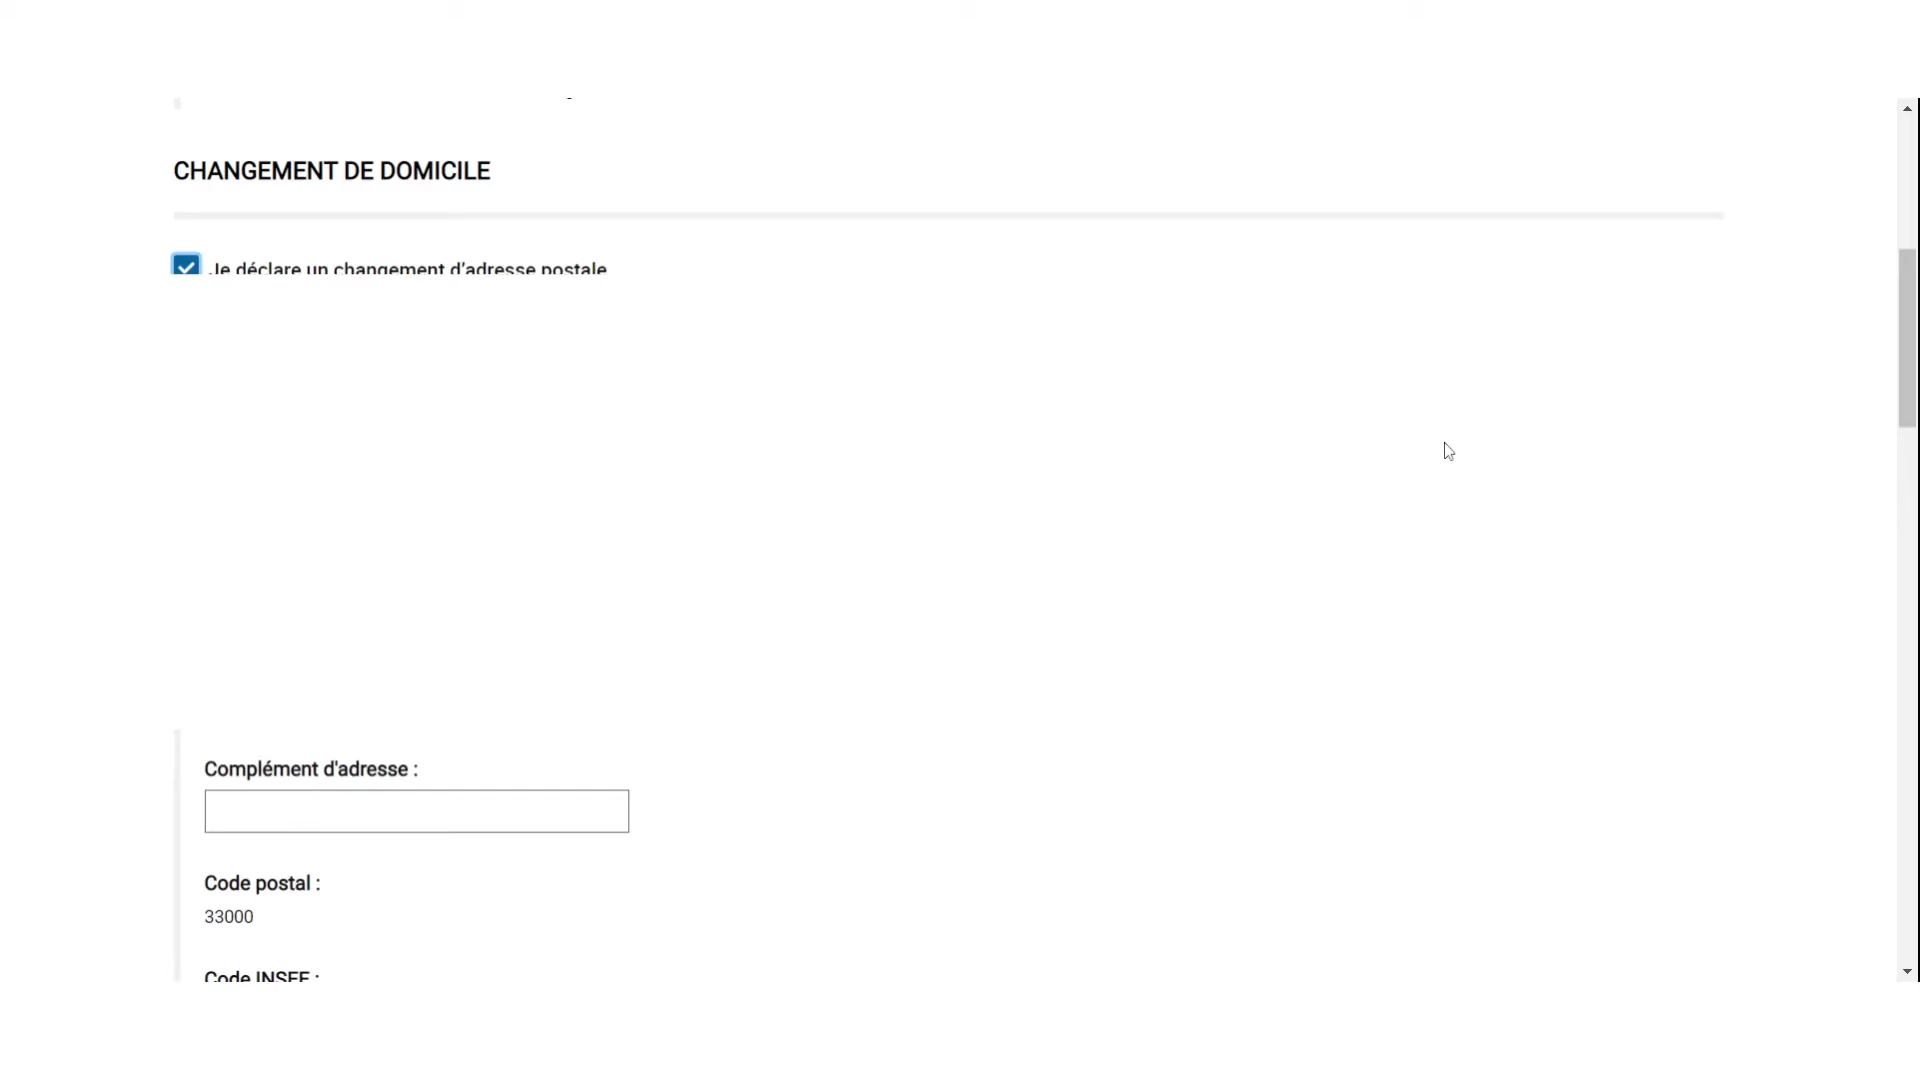 CHANGEMENT DE DOMICILE
Je déclare un changement d'adresse postale
Complément d'adresse :
Code postal :
33000
Code INSEE :